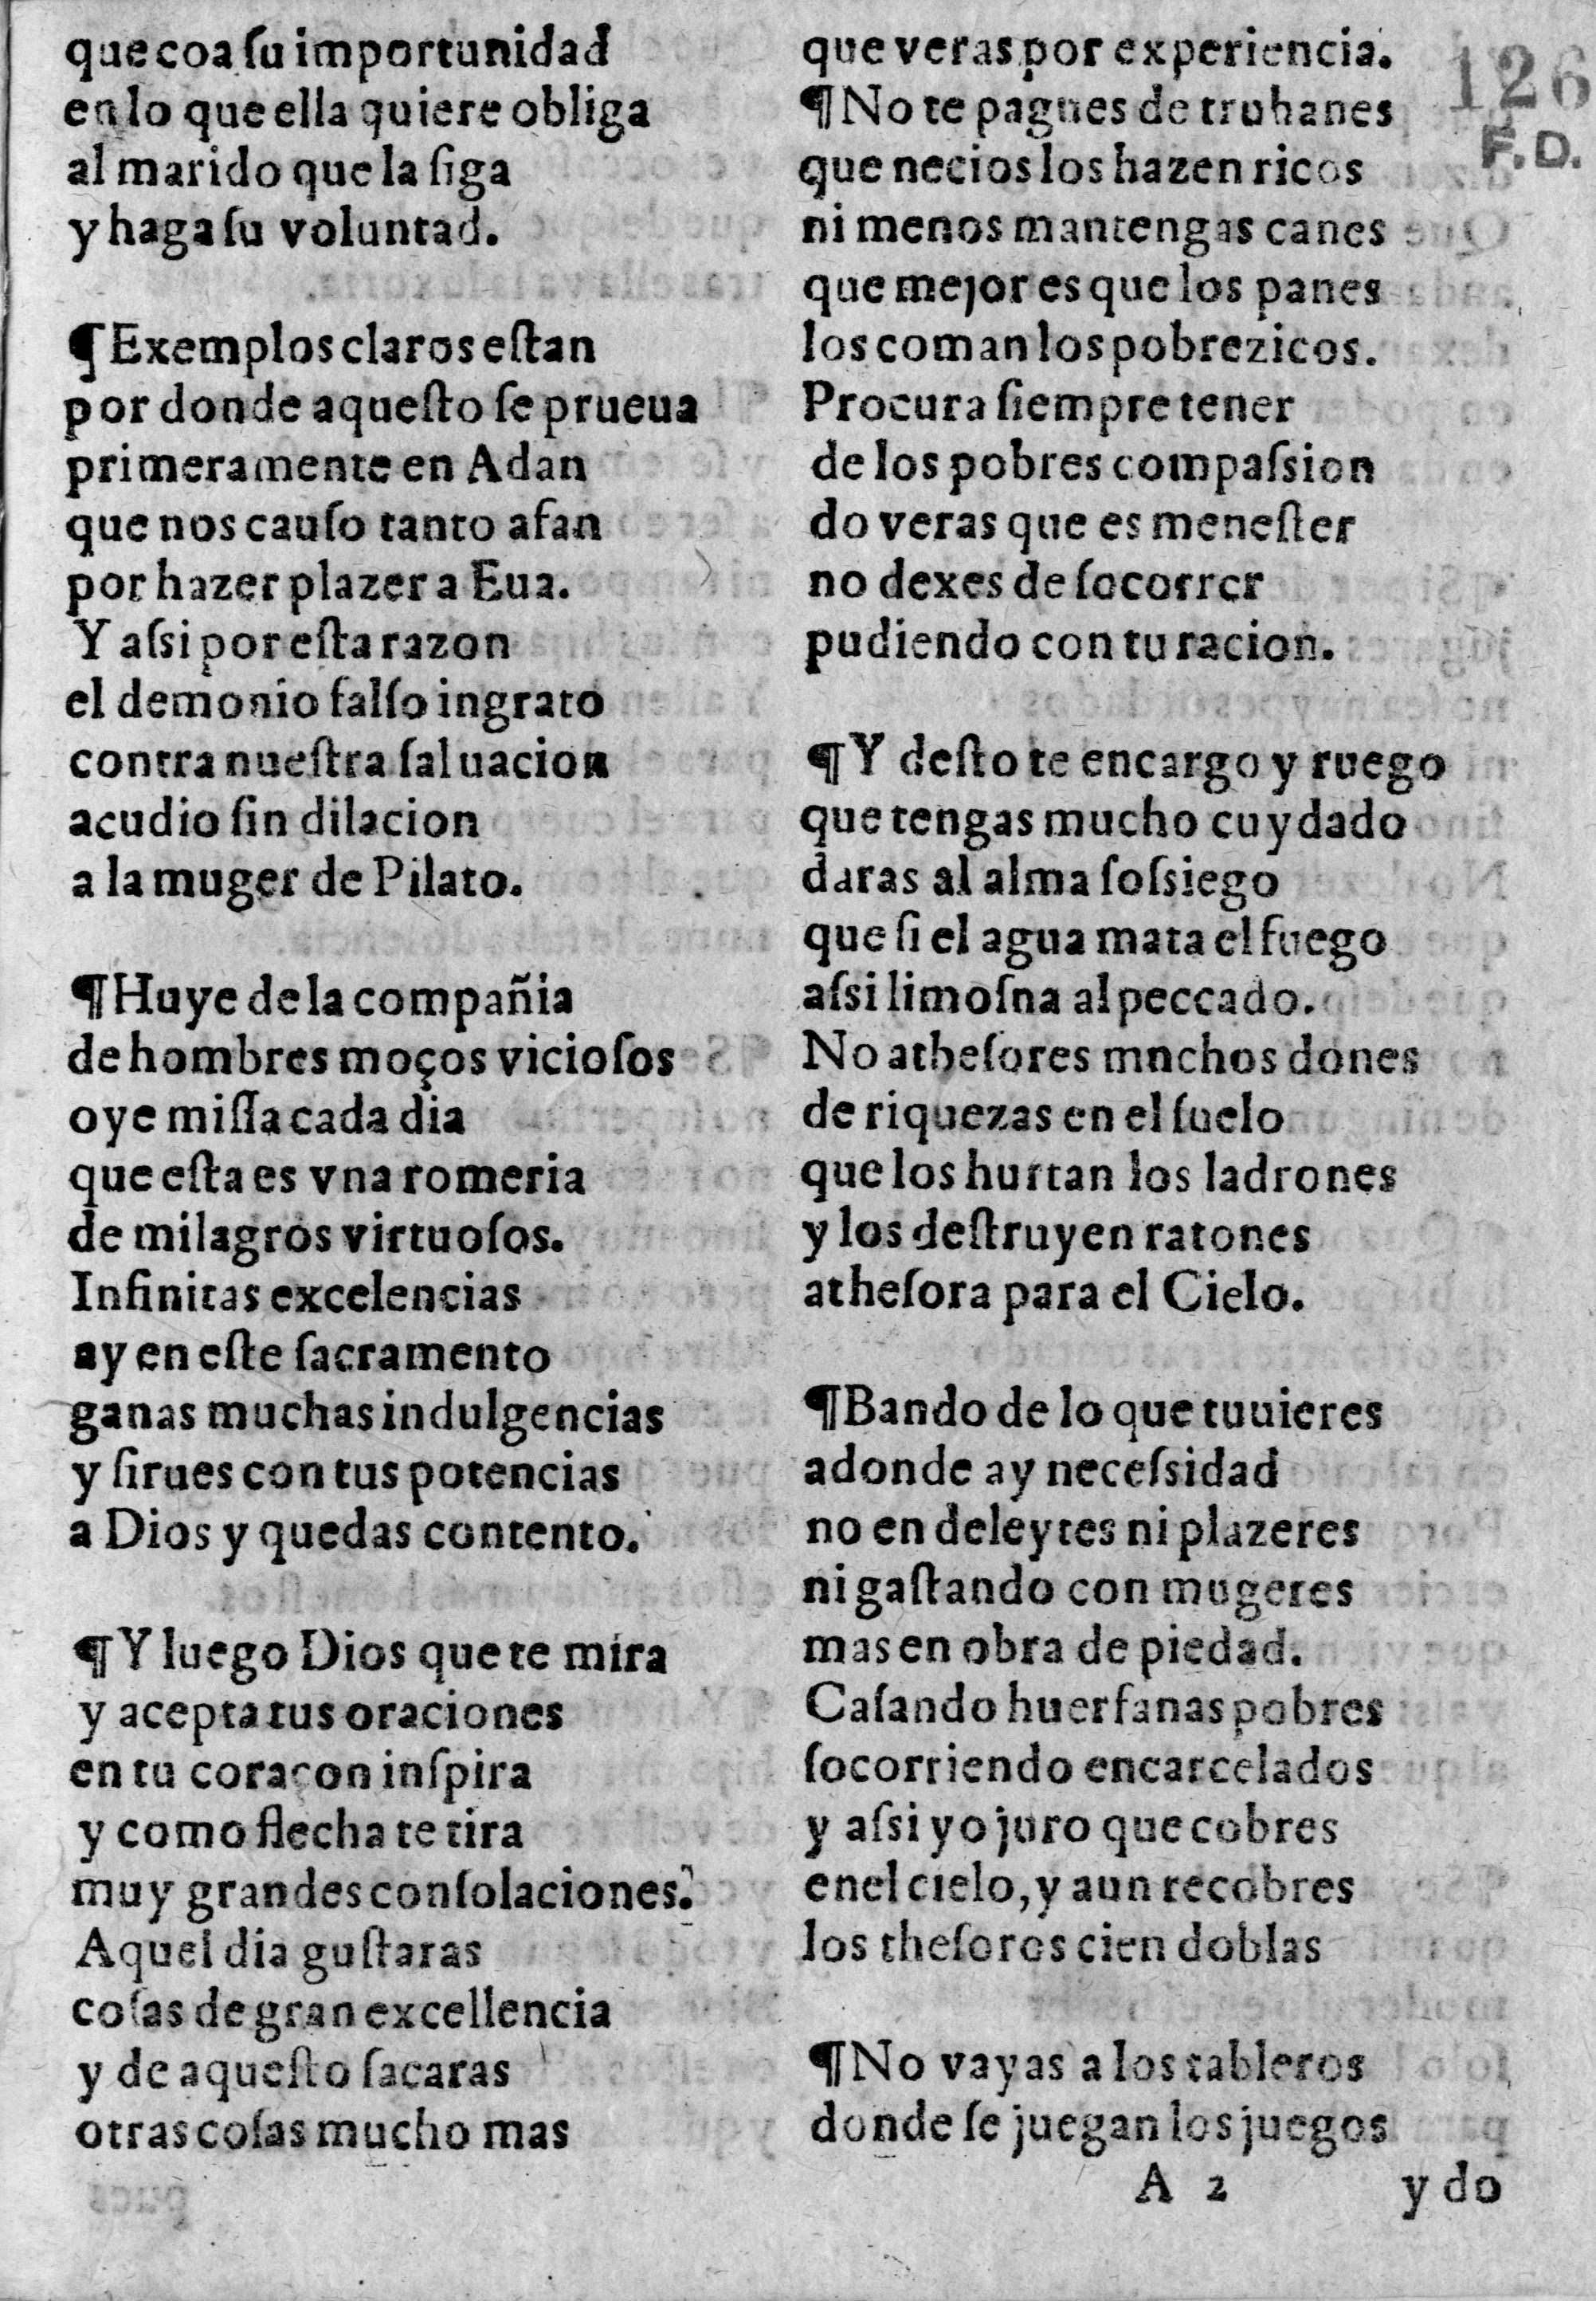 que coa ſu importunidad
en lo que ella quiere obliga
al marido que la ſiga
y haga ſu voluntad.
¶Exemplos claros eſtan
por donde aqueſto ſe prueua
primeramente en Adan
que nos cauſo tanto afan
por hazer plazer a Eua.
Y aſsi por eſta razon
el demonio falſo ingrato
contra nueſtra ſaluacion
acudio ſin dilacion
a la muger de Pilato.
¶Huye de la compañia
de hombres moços vicioſos
oye miſſa cada dia
que eſta es vna romeria
de milagros virtuoſos.
Infinitas excelencias
ay en eſte ſacramento
ganas muchas indulgencias
y ſirues con tus potencias
a Dios y quedas contento.
¶Y luego Dios que te mira
y acepta tus oraciones
en tu coraçon inſpira
y como flecha te tira
muy grandes conſolaciones.
Aquel dia guſtaras
coſas de gran excellencia
y de aqueſto ſacaras
otras coſas mucho mas
que veras por experiencia.
¶No te pagues de truhanes
que necios los hazen ricos
ni menos mantengas canes
que mejor es que los panes
los coman los pobrezicos.
Procura ſiempre tener
de los pobres compaſsion
do veras que es meneſter
no dexes de ſocorrer
pudiendo con tu racion.
¶Y deſto te encargo y ruego
que tengas mucho cuydado
daras al alma ſoſsiego
que ſi el agua mata el fuego
aſsi limoſna al peccado.
No atheſores mnchos dones
de riquezas en el ſuelo
que los hurtan los ladrones
y los deſtruyen ratones
atheſora para el Cielo.
¶Bando de lo que tuuieres
adonde ay neceſsidad
no en deleytes ni plazeres
ni gaſtando con mugeres
mas en obra de piedad.
Caſando huerfanas pobres
ſocorriendo encarcelados
y aſsi yo juro que cobres
enel cielo, y aun recobres
los theſoros cien doblas
¶No vayas a los tableros
donde ſe juegan los juegos
A 2 y do
126
F.D.